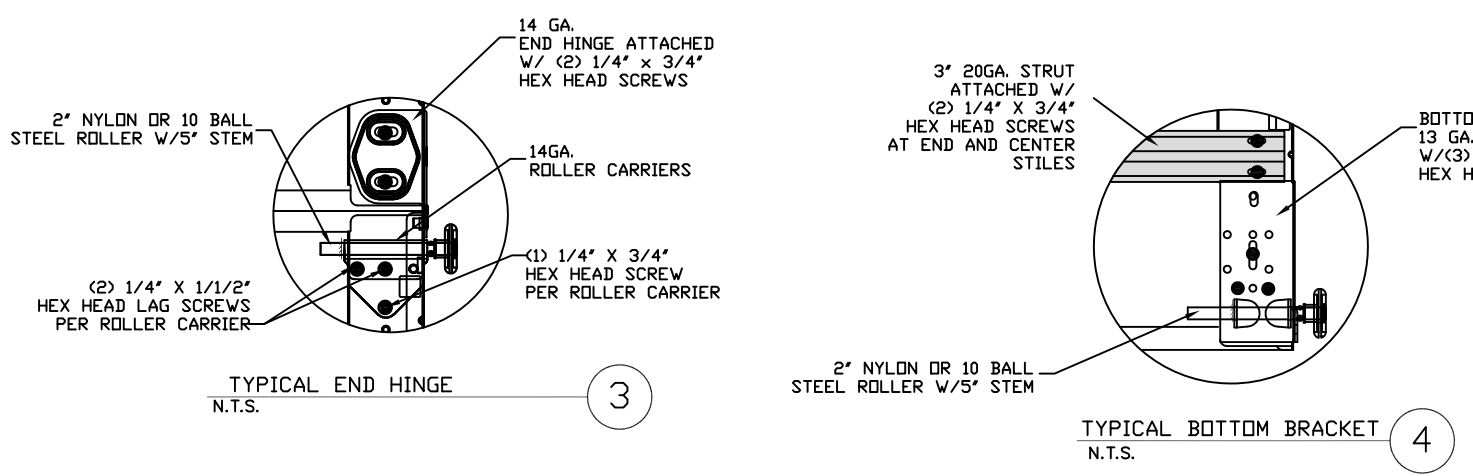 14 GA.
END HINGE ATTACHED
W/ (2) 1/4" x 3/4"
HEX HEAD SCREWS
2" NYLON OR 10 BALL
STEEL ROLLER W/5" STEM
14GA.
ROLLER CARRIERS
(1) 1/4" X 3/4"
HEX HEAD SCREW
PER ROLLER CARRIER
(2) 1/4" X 1/1/2"
HEX HEAD LAG SCREWS
PER ROLLER CARRIER
TYPICAL END HINGE
N.T.S.
3
3" 20GA. STRUT
ATTACHED W/
(2) 1/4" X 3/4"
HEX HEAD SCREWS
AT END AND CENTER
STILES
BOTTO
13 GA.
W/(3)
HEX H
2" NYLON OR 10 BALL
STEEL ROLLER W/5" STEM
TYPICAL BOTTOM BRACKET
N.T.S.
4